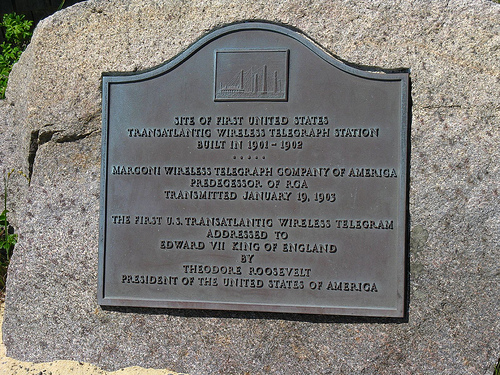 SITE OF FIRST UNITED STATES
TRANSATLANTIC WIRELESS TELEGRAPH STATION
BUILT IN 1901 - 1902
• • • • •
MARCONI WIRELESS TELEGRAPH COMPANY OF AMERICA
PREDECESSOR OF RCA
TRANSMITTED JANUARY 19, 1903
THE FIRST U.S. TRANSATLANTIC WIRELESS TELEGRAM
ADDRESSED TO
EDWARD VII KING OF ENGLAND
BY
THEODORE ROOSEVELT
PRESIDENT OF THE UNITED STATES OF AMERICA